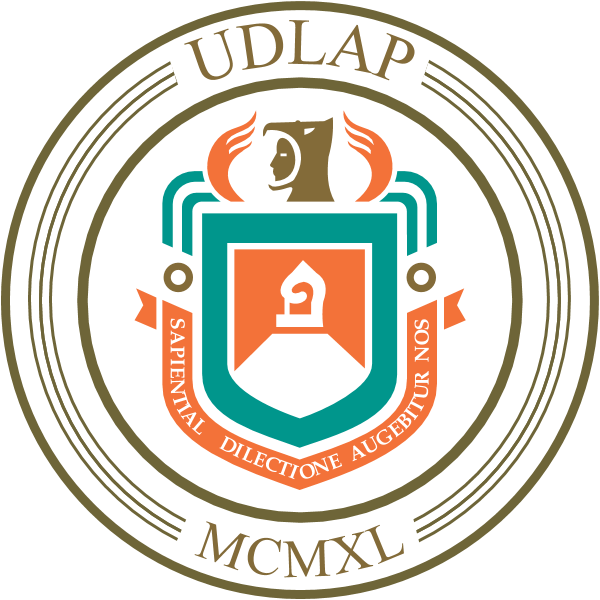 UDLAP
SAPIENTIAL DILECTIONE AUGEBITUR NOS
MCMXL